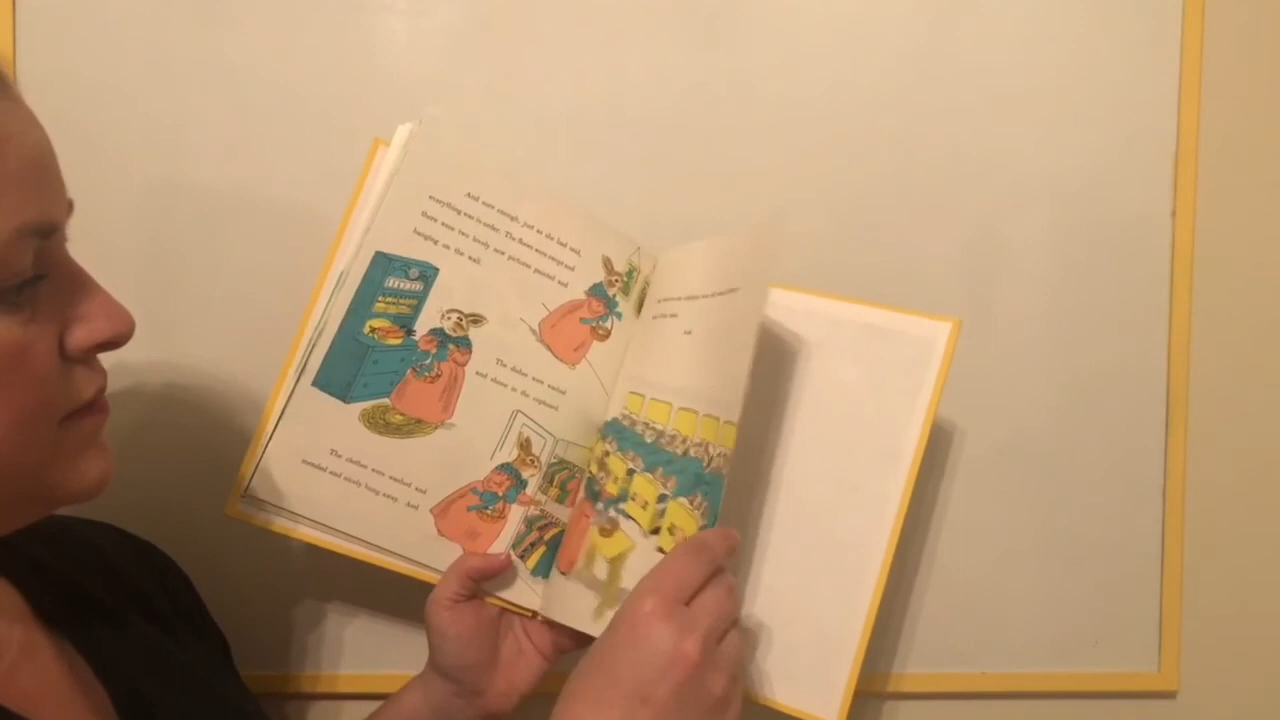 And sure enough, just as she had said,
everything was in order. The floors were swept and
there were two lovely new pictures painted and
hanging on the wall.
The dishes were washed
and shone in the cupboard.
The clothes were washed and
mended and nicely hung away. And